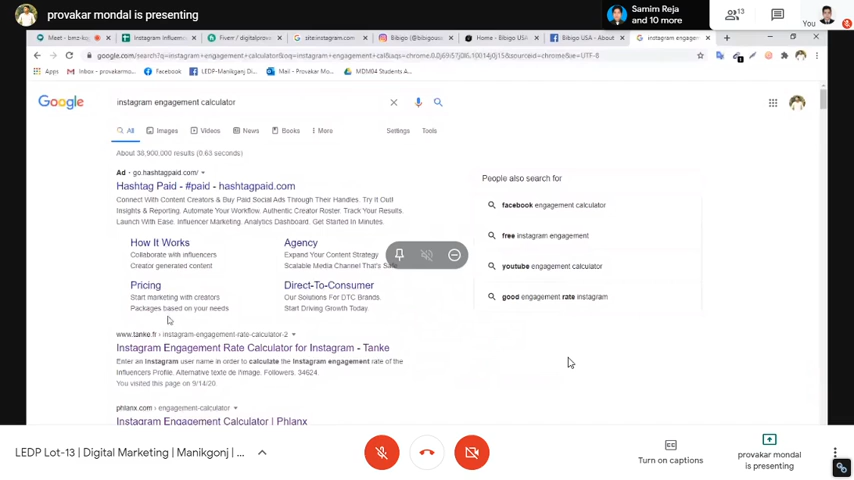 provakar mondal is presenting
Samim Reja
and 10 more
13
You
Meet - bmz-ko
Instagram Influenc
Fiverr / digitalprov
site:instagram.com
Bibigo (@bibigous
Home - Bibigo USA
Bibigo USA - About
instagram engagem
google.com/search?q=instagram+engagement+calculator&oq=instagram+engagement+cal&aqs=chrome.
Apps
Inbox - provakarmo...
Facebook
LEDP-Manikganj Di...
Mail - Provakar Mo...
MDM04 Students A...
Google
instagram engagement calculator
All
Images
Videos
News
Books
More
Settings
Tools
About 38,900,000 results (0.63 seconds)
Ad · go.hashtagpaid.com/
Hashtag Paid - #paid - hashtagpaid.com
Connect With Content Creators & Buy Paid Social Ads Through Their Handles. Try It Out!
Insights & Reporting. Automate Your Workflow. Authentic Creator Roster. Track Your Results.
Launch With Ease. Influencer Marketing. Analytics Dashboard. Get Started In Minutes.
How It Works
Collaborate with influencers
Creator generated content
Agency
Expand Your Content Strategy
Scalable Media Channel That's Safe
Pricing
Start marketing with creators
Packages based on your needs
Direct-To-Consumer
Our Solutions For DTC Brands.
Start Driving Growth Today.
www.tanke.fr › instagram-engagement-rate-calculator-2
Instagram Engagement Rate Calculator for Instagram - Tanke
Enter an Instagram user name in order to calculate the Instagram engagement rate of the
Influencers Profile. Alternative texte de l'image. Followers. 34624.
You visited this page on 9/14/20.
phlanx.com › engagement-calculator
Instagram Engagement Calculator | Phlanx
People also search for
facebook engagement calculator
free instagram engagement
youtube engagement calculator
good engagement rate instagram
LEDP Lot-13 | Digital Marketing | Manikgonj | ...
Turn on captions
provakar mondal
is presenting